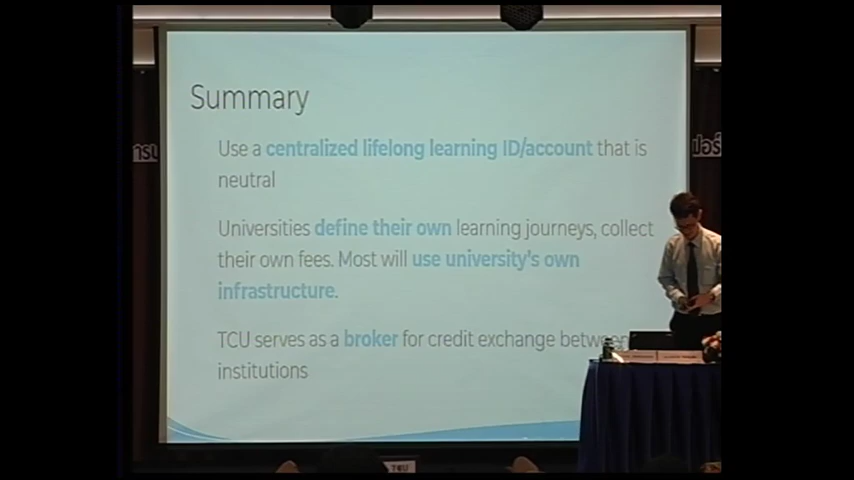 Summary
Use a centralized lifelong learning ID/account that is
neutral
Universities define their own learning journeys, collect
their own fees. Most will use university's own
infrastructure.
TCU serves as a broker for credit exchange between
institutions
TCU